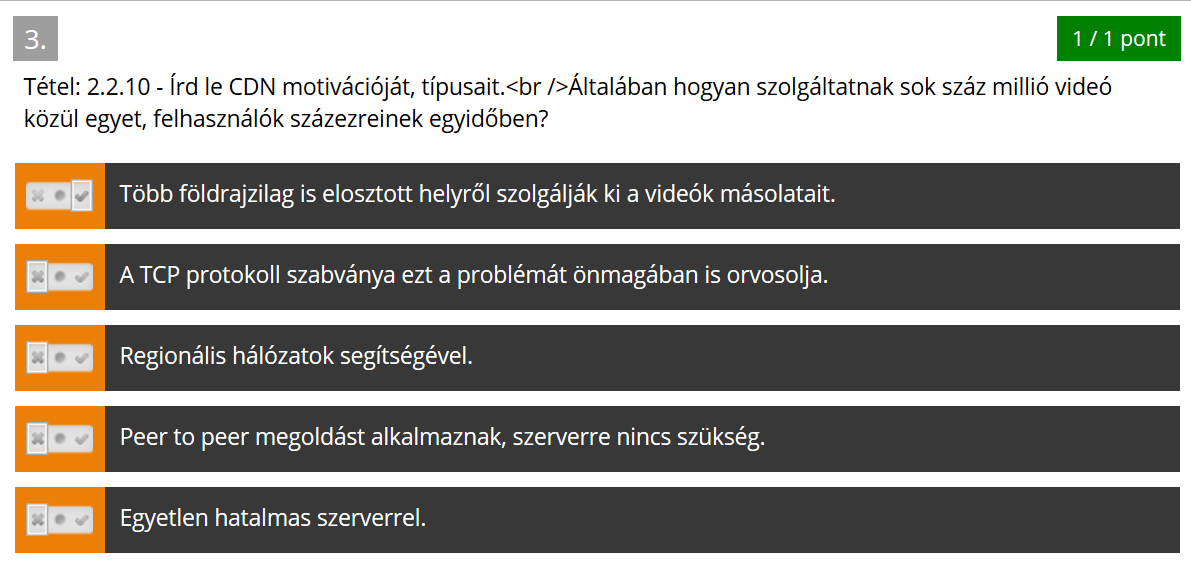 3.
1 / 1 pont
Tétel: 2.2.10 - Írd le CDN motivációját, típusait.<br />Általában hogyan szolgáltatnak sok száz millió videó
közül egyet, felhasználók százezreinek egyidőben?
Több földrajzilag is elosztott helyről szolgálják ki a videók másolatait.
A TCP protokoll szabványa ezt a problémát önmagában is orvosolja.
Regionális hálózatok segítségével.
Peer to peer megoldást alkalmaznak, szerverre nincs szükség.
Egyetlen hatalmas szerverrel.